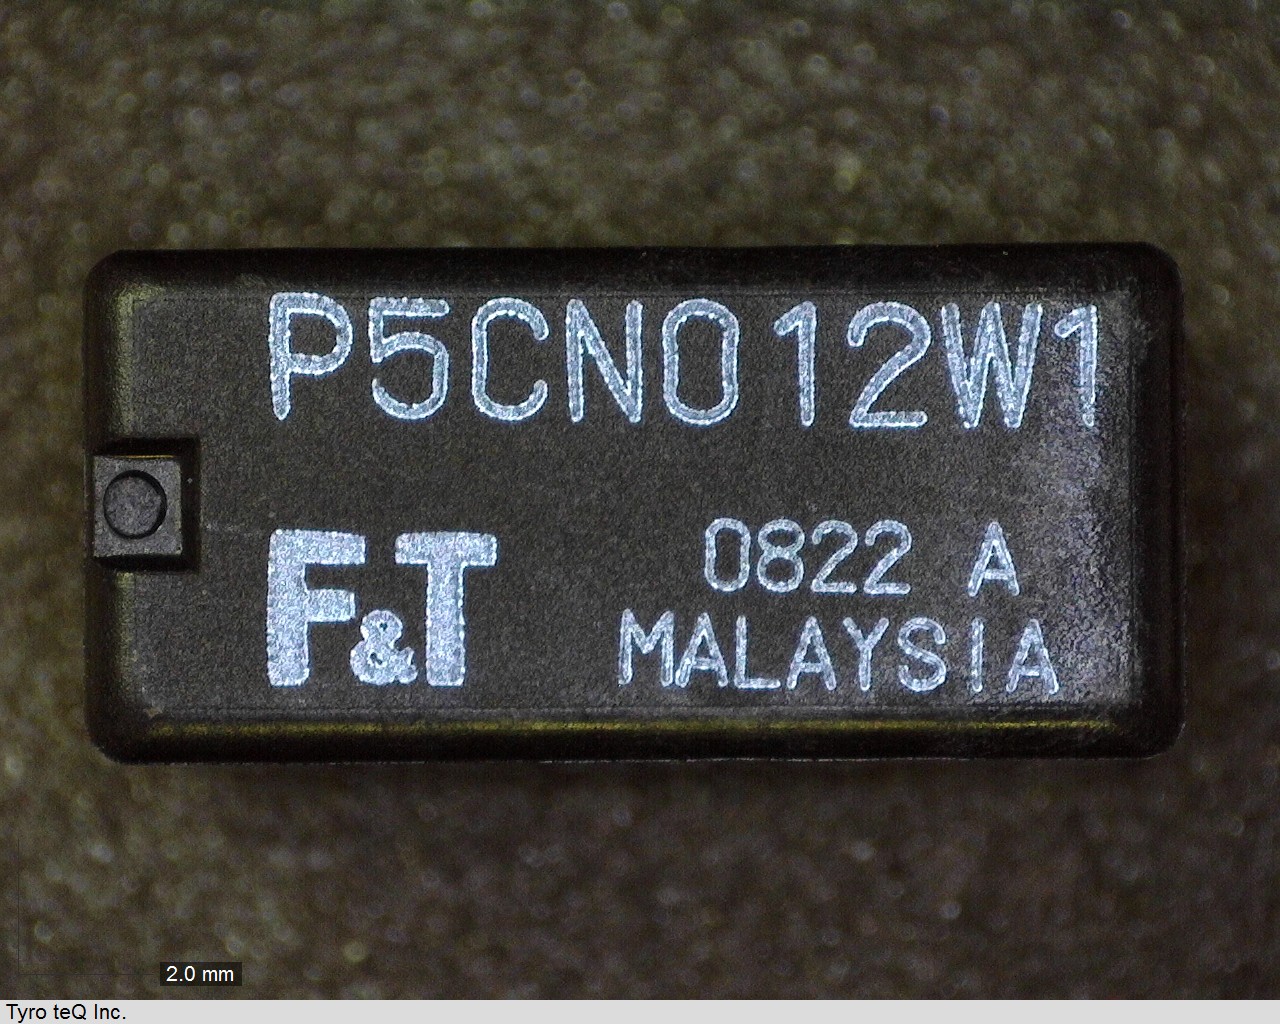 P5CN012W1
F&T
0822 A
MALAYSIA
2.0 mm
Tyro teQ Inc.